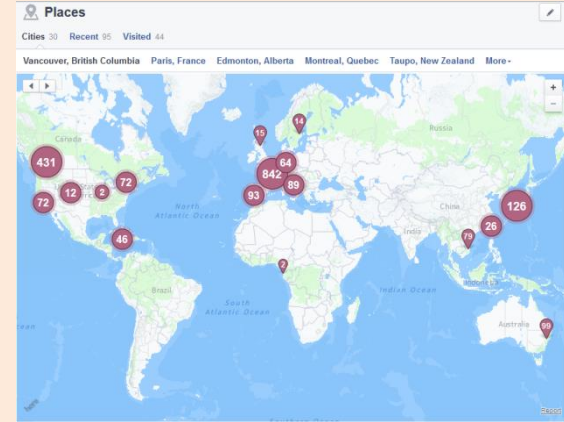 Places
Cities 30 Recent 95 Visited 44
Vancouver, British Columbia Paris, France Edmonton, Alberta Montreal, Quebec Taupo, New Zealand More
Canada
Russia
15
14
431
64
842
72
12
2
72
89
93
China
126
North
Atlantic Ocean
26
India
46
79
2
Brazil
Indian Ocean
South
Atlantic Ocean
Australia
99
here